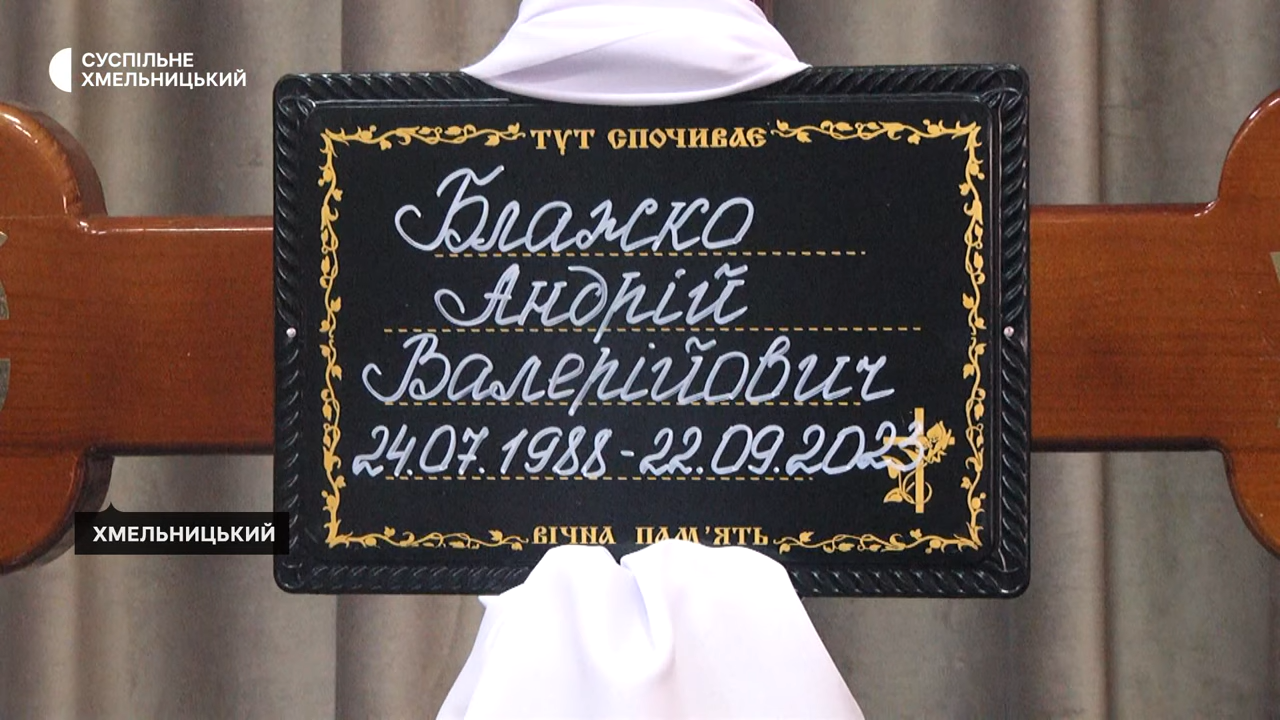 СУСПІЛЬНЕ
ХМЕЛЬНИЦЬКИЙ
ТУТ СПОЧИВАЄ
Блажко
Андрій
Валерійович
24.07.1988-22.09.2023
ВІЧНА ПАМ'ЯТЬ
ХМЕЛЬНИЦЬКИЙ